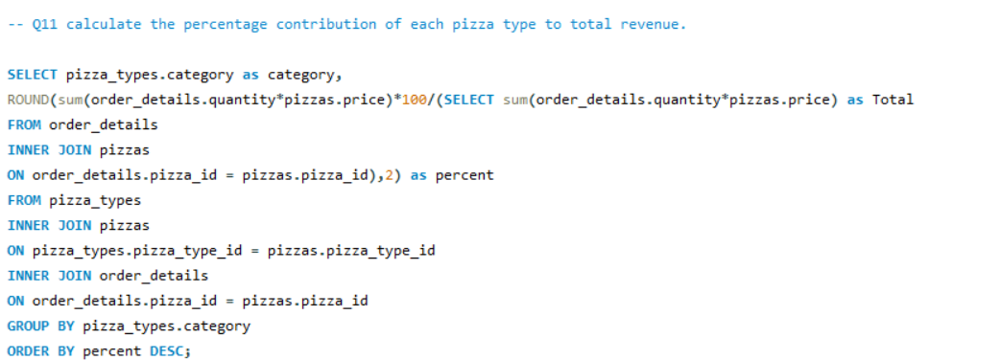 -- Q11 calculate the percentage contribution of each pizza type to total revenue.
SELECT pizza_types.category as category,
ROUND(sum(order_details.quantity*pizzas.price)*100/(SELECT sum(order_details.quantity*pizzas.price) as Total
FROM order_details
INNER JOIN pizzas
ON order_details.pizza_id = pizzas.pizza_id),2) as percent
FROM pizza_types
INNER JOIN pizzas
ON pizza_types.pizza_type_id = pizzas.pizza_type_id
INNER JOIN order_details
ON order_details.pizza_id = pizzas.pizza_id
GROUP BY pizza_types.category
ORDER BY percent DESC;